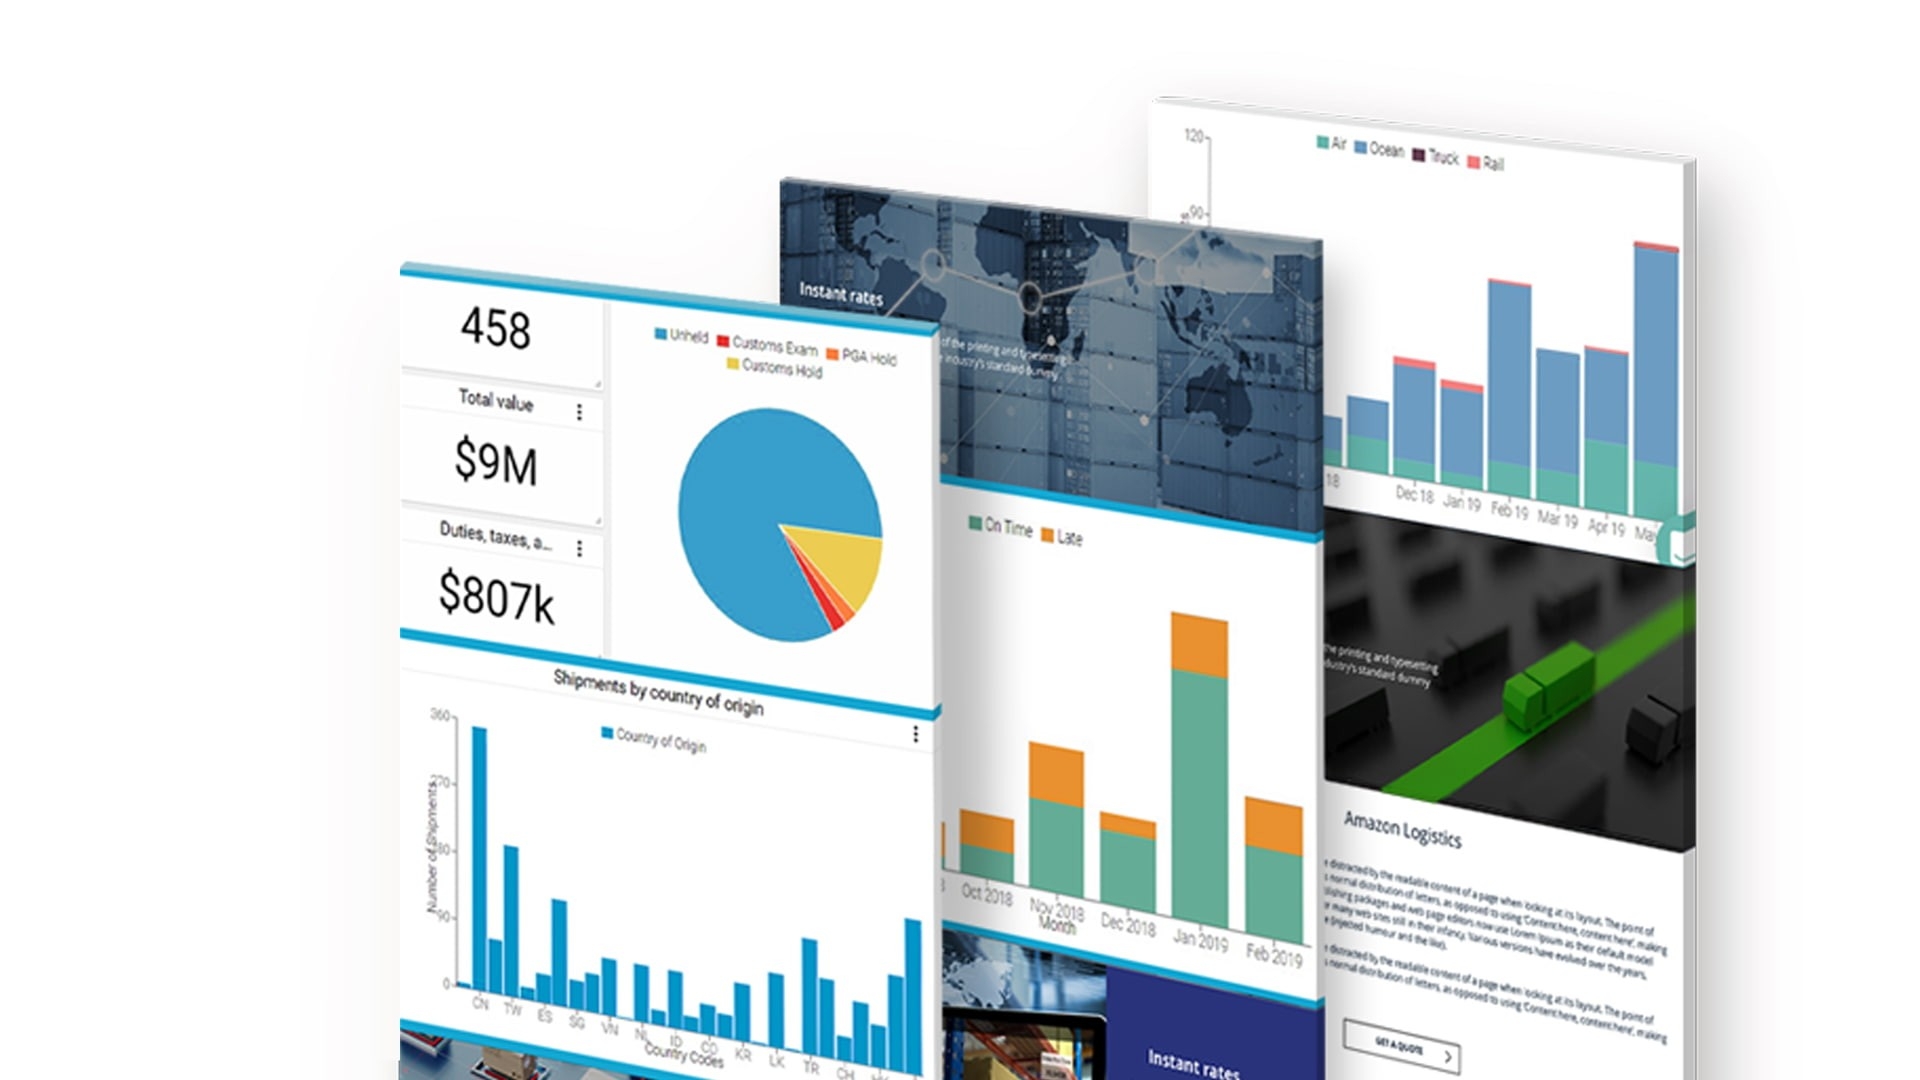 458
Total value
$9M
Duties, taxes, a...
$807k
Unheld Customs Exam PGA Hold
Customs Hold
Shipments by country of origin
Country of Origin
Number of Shipments
360
270
180
90
0
CN TW ES SG VN NL ID CO KR LK TR CH
Country Codes
Instant rates
of the printing and typesetting
industry's standard dummy
On Time Late
Oct 2018 Nov 2018 Dec 2018 Jan 2019 Feb 2019
Month
Instant rates
120
90
Air Ocean Truck Rail
18 Dec 18 Jan 19 Feb 19 Mar 19 Apr 19 May
the printing and typesetting
dustry's standard dummy
Amazon Logistics
distracted by the readable content of a page when looking at its layout. The point of
normal distribution of letters, as opposed to using 'Content here, content here', making
lishing packages and web page editors now use Lorem Ipsum as their default model
many web sites still in their infancy. Various versions have evolved over the years,
(injected humour and the like).
distracted by the readable content of a page when looking at its layout. The point of
normal distribution of letters, as opposed to using 'Content here, content here', making
GET A QUOTE